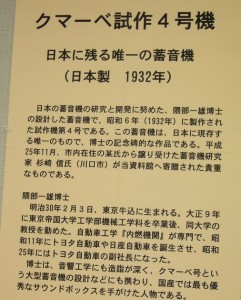 クマーベ試作４号機
日本に残る唯一の蓄音機
（日本製　1932年）
日本の蓄音機の研究と開発に努めた、隈部一雄博士
の設計した蓄音機で、昭和６年（1932年）に製作され
た試作機第４号である。この蓄音機は、日本に現存す
る唯一のもので、博士の記念碑的な作品である。平成
25年11月、市内在住の某氏から譲り受けた蓄音機研究
家 杉崎 信氏（川口市）が当資料館へ寄贈された貴重
なものである。
隈部一雄博士
明治30年２月３日、東京牛込に生まれる。大正９年
に東京帝国大学工学部機械工学科を卒業後、同大学の
教授を勤めた。自動車工学『内燃機関』が専門で、昭
和11年にトヨタ自動車や日産自動車を誕生させ、昭和
25年にはトヨタ自動車の副社長になった。
博士は、音響工学にも造詣が深く、クマーベ号とい
う大型蓄音機の設計などにも携わり、国産では最も優
秀なサウンドボックスを手がけた人物である。